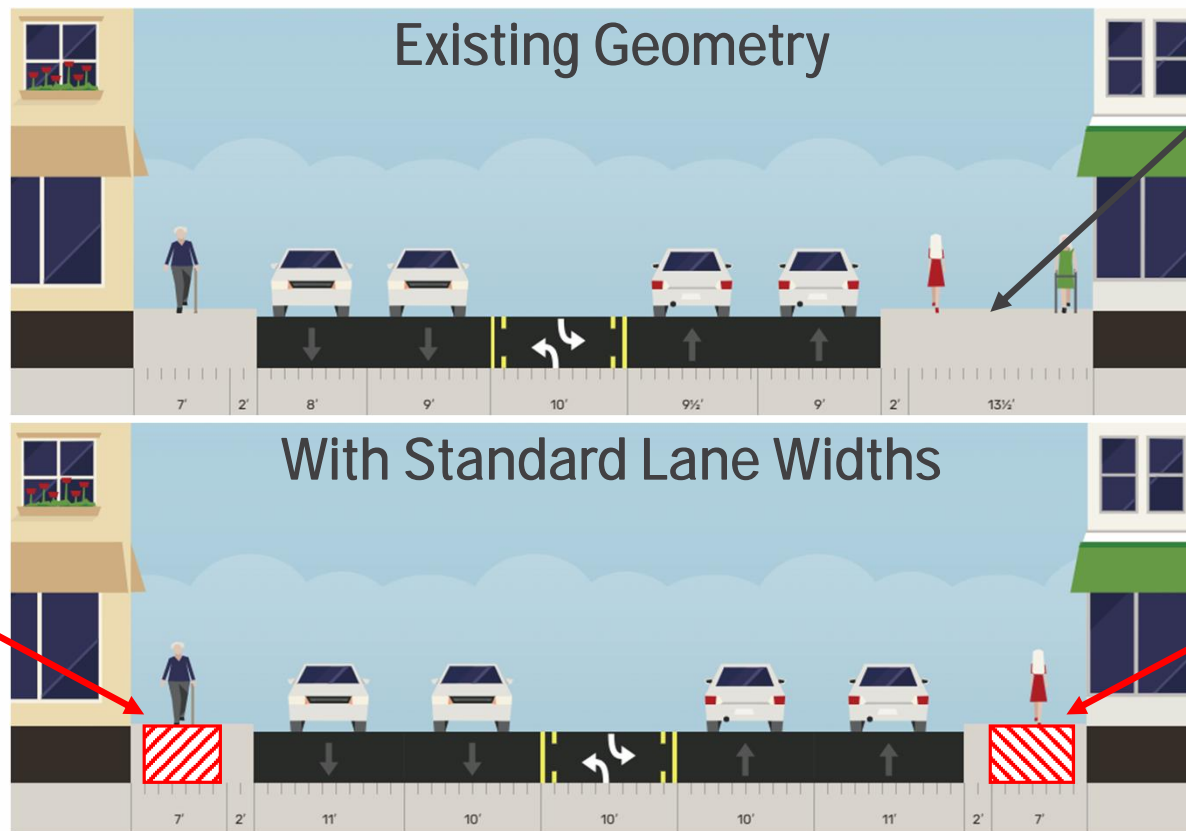 Existing Geometry
7' 2' 8' 9' 10' 9½' 9' 2' 13½'
With Standard Lane Widths
7' 2' 11' 10' 10' 10' 11' 2' 7'